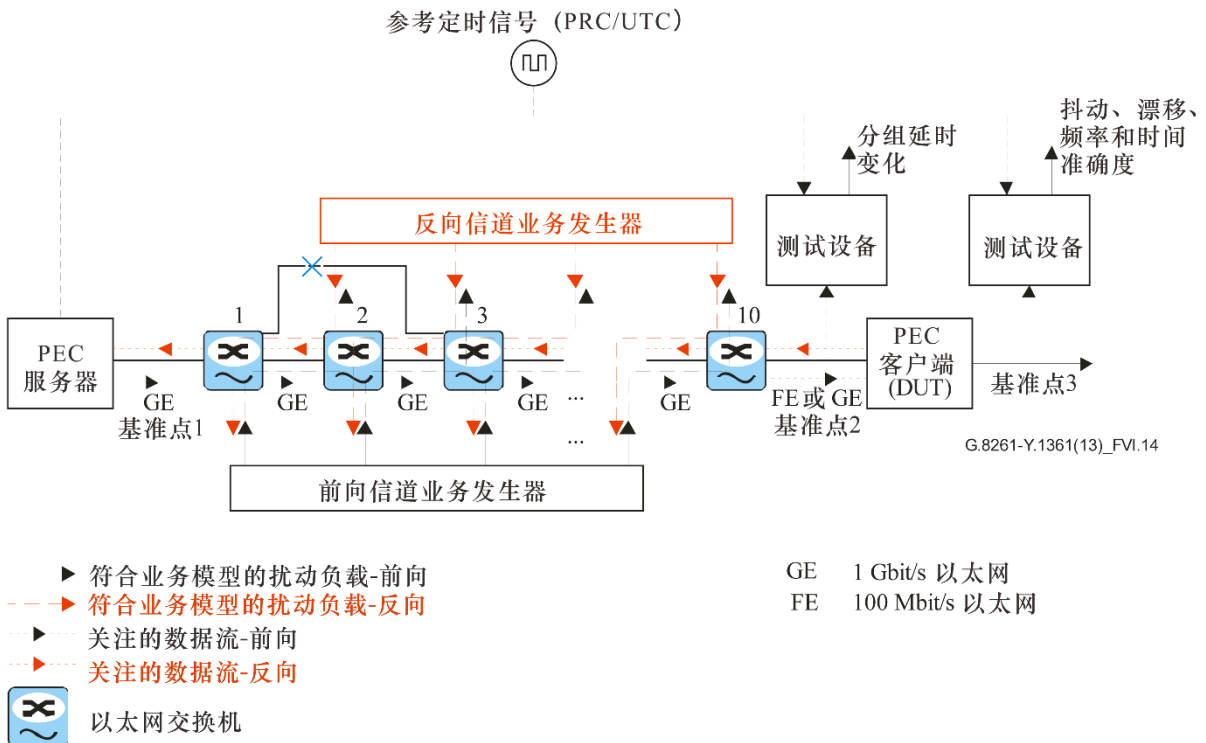 参考定时信号 (PRC/UTC)
分组延时
变化
抖动、漂移、
频率和时间
准确度
反向信道业务发生器
测试设备
测试设备
1
2
3
10
PEC
服务器
PEC
客户端
(DUT)
GE
GE
GE
GE
...
GE
FE或 GE
基准点1
基准点2
基准点3
...
G.8261-Y.1361(13)_FVI.14
前向信道业务发生器
符合业务模型的扰动负载-前向
符合业务模型的扰动负载-反向
关注的数据流-前向
关注的数据流-反向
以太网交换机
GE 1 Gbit/s 以太网
FE 100 Mbit/s 以太网